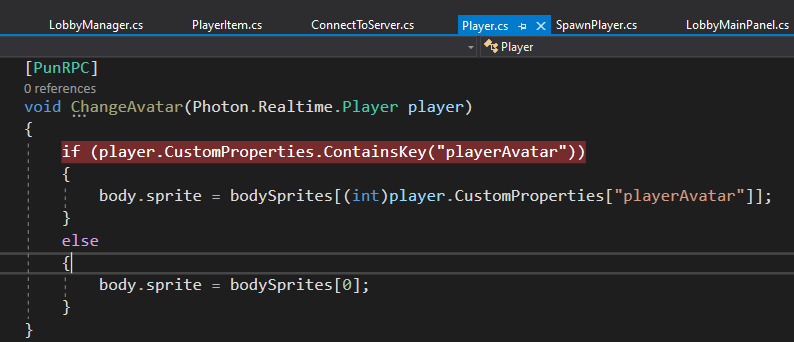 LobbyManager.cs PlayerItem.cs ConnectToServer.cs Player.cs SpawnPlayer.cs LobbyMainPanel.cs
Player
[PunRPC]
0 references
void ChangeAvatar(Photon.Realtime.Player player)
{
if (player.CustomProperties.ContainsKey("playerAvatar"))
{
body.sprite = bodySprites[(int)player.CustomProperties["playerAvatar"]];
}
else
{
body.sprite = bodySprites[0];
}
}